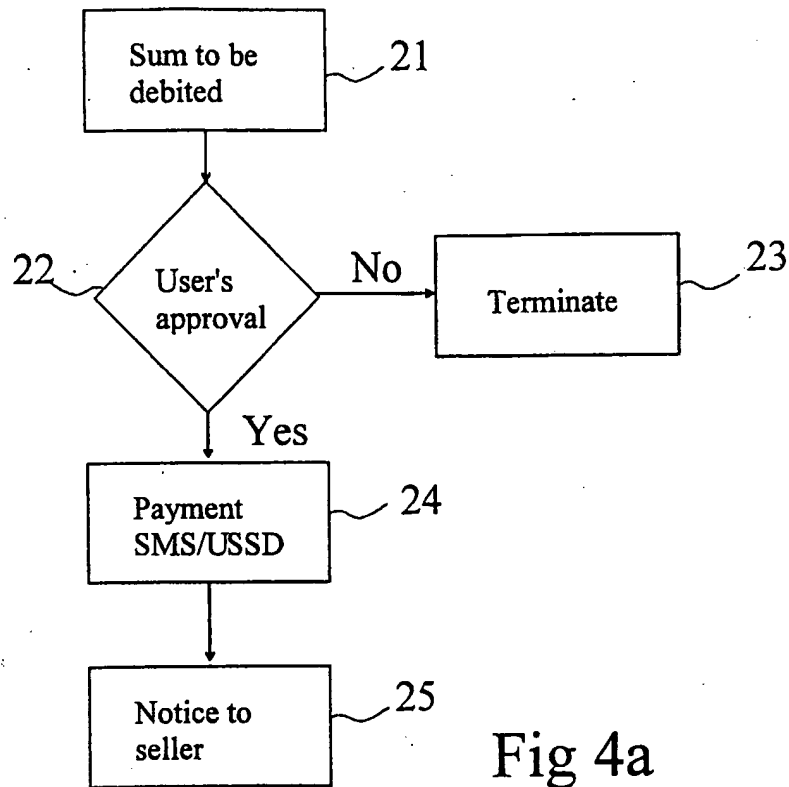 Sum to be
debited
21
22
User's
approval
No
Terminate
23
Yes
Payment
SMS/USSD
24
Notice to
seller
25
Fig 4a